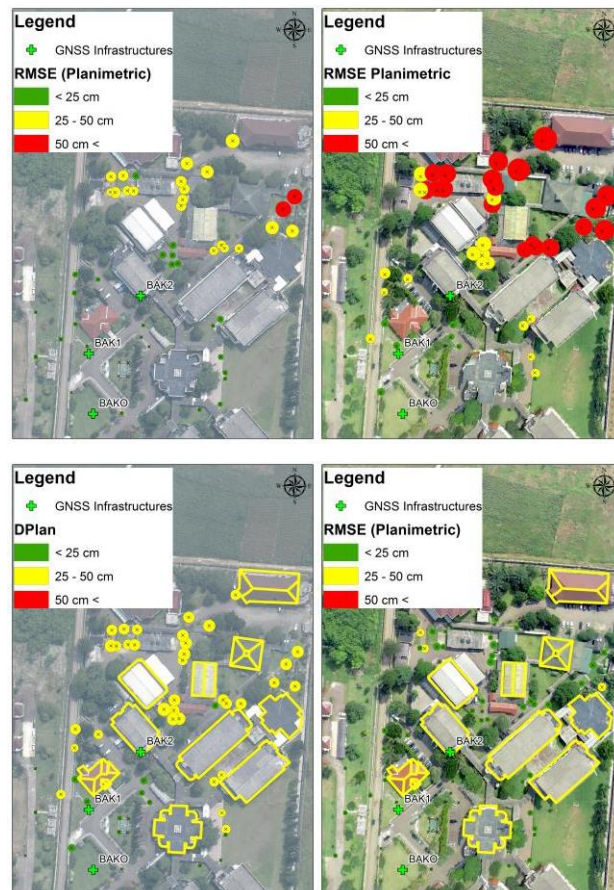 Legend
GNSS Infrastructures
RMSE (Planimetric)
< 25 cm
25 - 50 cm
50 cm <
N
W E
S
BAK2
BAK1
BAKO
Legend
GNSS Infrastructures
RMSE Planimetric
< 25 cm
25 - 50 cm
50 cm <
N
W E
S
BAK2
BAK1
BAKO
Legend
GNSS Infrastructures
DPlan
< 25 cm
25 - 50 cm
50 cm <
N
W E
S
BAK2
BAK1
BAKO
Legend
GNSS Infrastructures
RMSE (Planimetric)
< 25 cm
25 - 50 cm
50 cm <
N
W E
S
BAK2
BAK1
BAKO